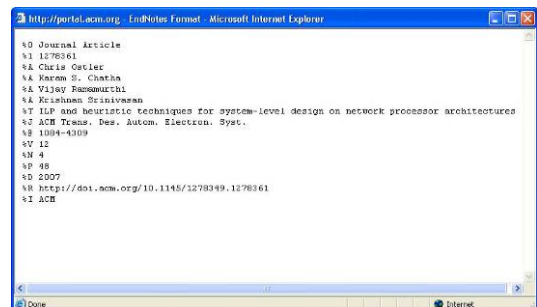 http://portal.acm.org - EndNotes Format - Microsoft Internet Explorer
%0 Journal Article
%1 1278361
%A Chris Ostler
%A Karam S. Chatha
%A Vijay Ramamurthi
%A Krishnan Srinivasan
%T ILP and heuristic techniques for system-level design on network processor architectures
%J ACM Trans. Des. Autom. Electron. Syst.
%@ 1084-4309
%V 12
%N 4
%P 48
%D 2007
%R http://doi.acm.org/10.1145/1278349.1278361
%I ACM
Done
Internet